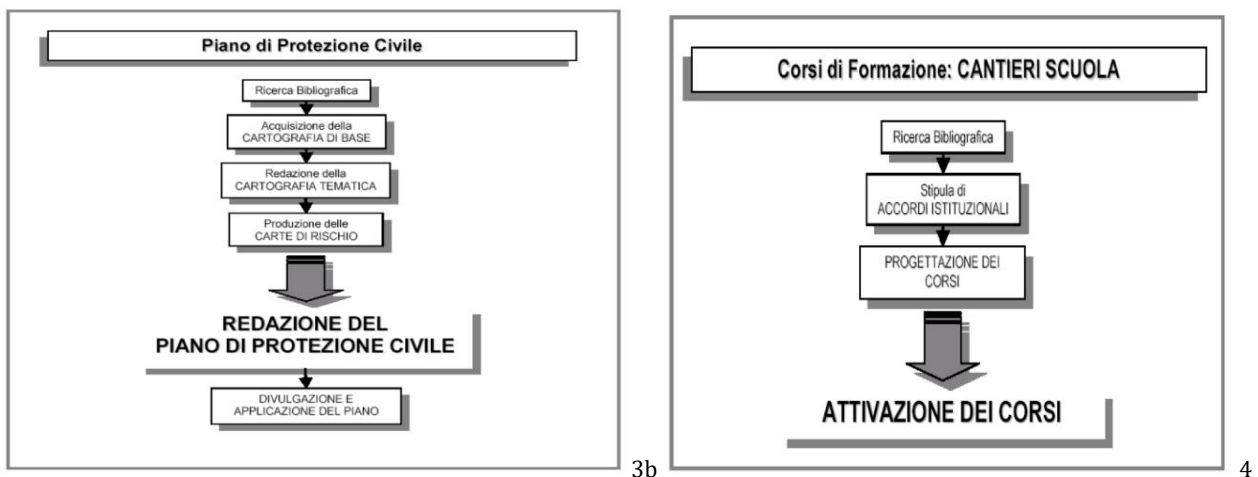 Piano di Protezione Civile
Ricerca Bibliografica
Acquisizione della
CARTOGRAFIA DI BASE
Redazione della
CARTOGRAFIA TEMATICA
Produzione delle
CARTE DI RISCHIO
REDAZIONE DEL
PIANO DI PROTEZIONE CIVILE
DIVULGAZIONE E
APPLICAZIONE DEL PIANO
3b
Corsi di Formazione: CANTIERI SCUOLA
Ricerca Bibliografica
Stipula di
ACCORDI ISTITUZIONALI
PROGETTAZIONE DEI
CORSI
ATTIVAZIONE DEI CORSI
4